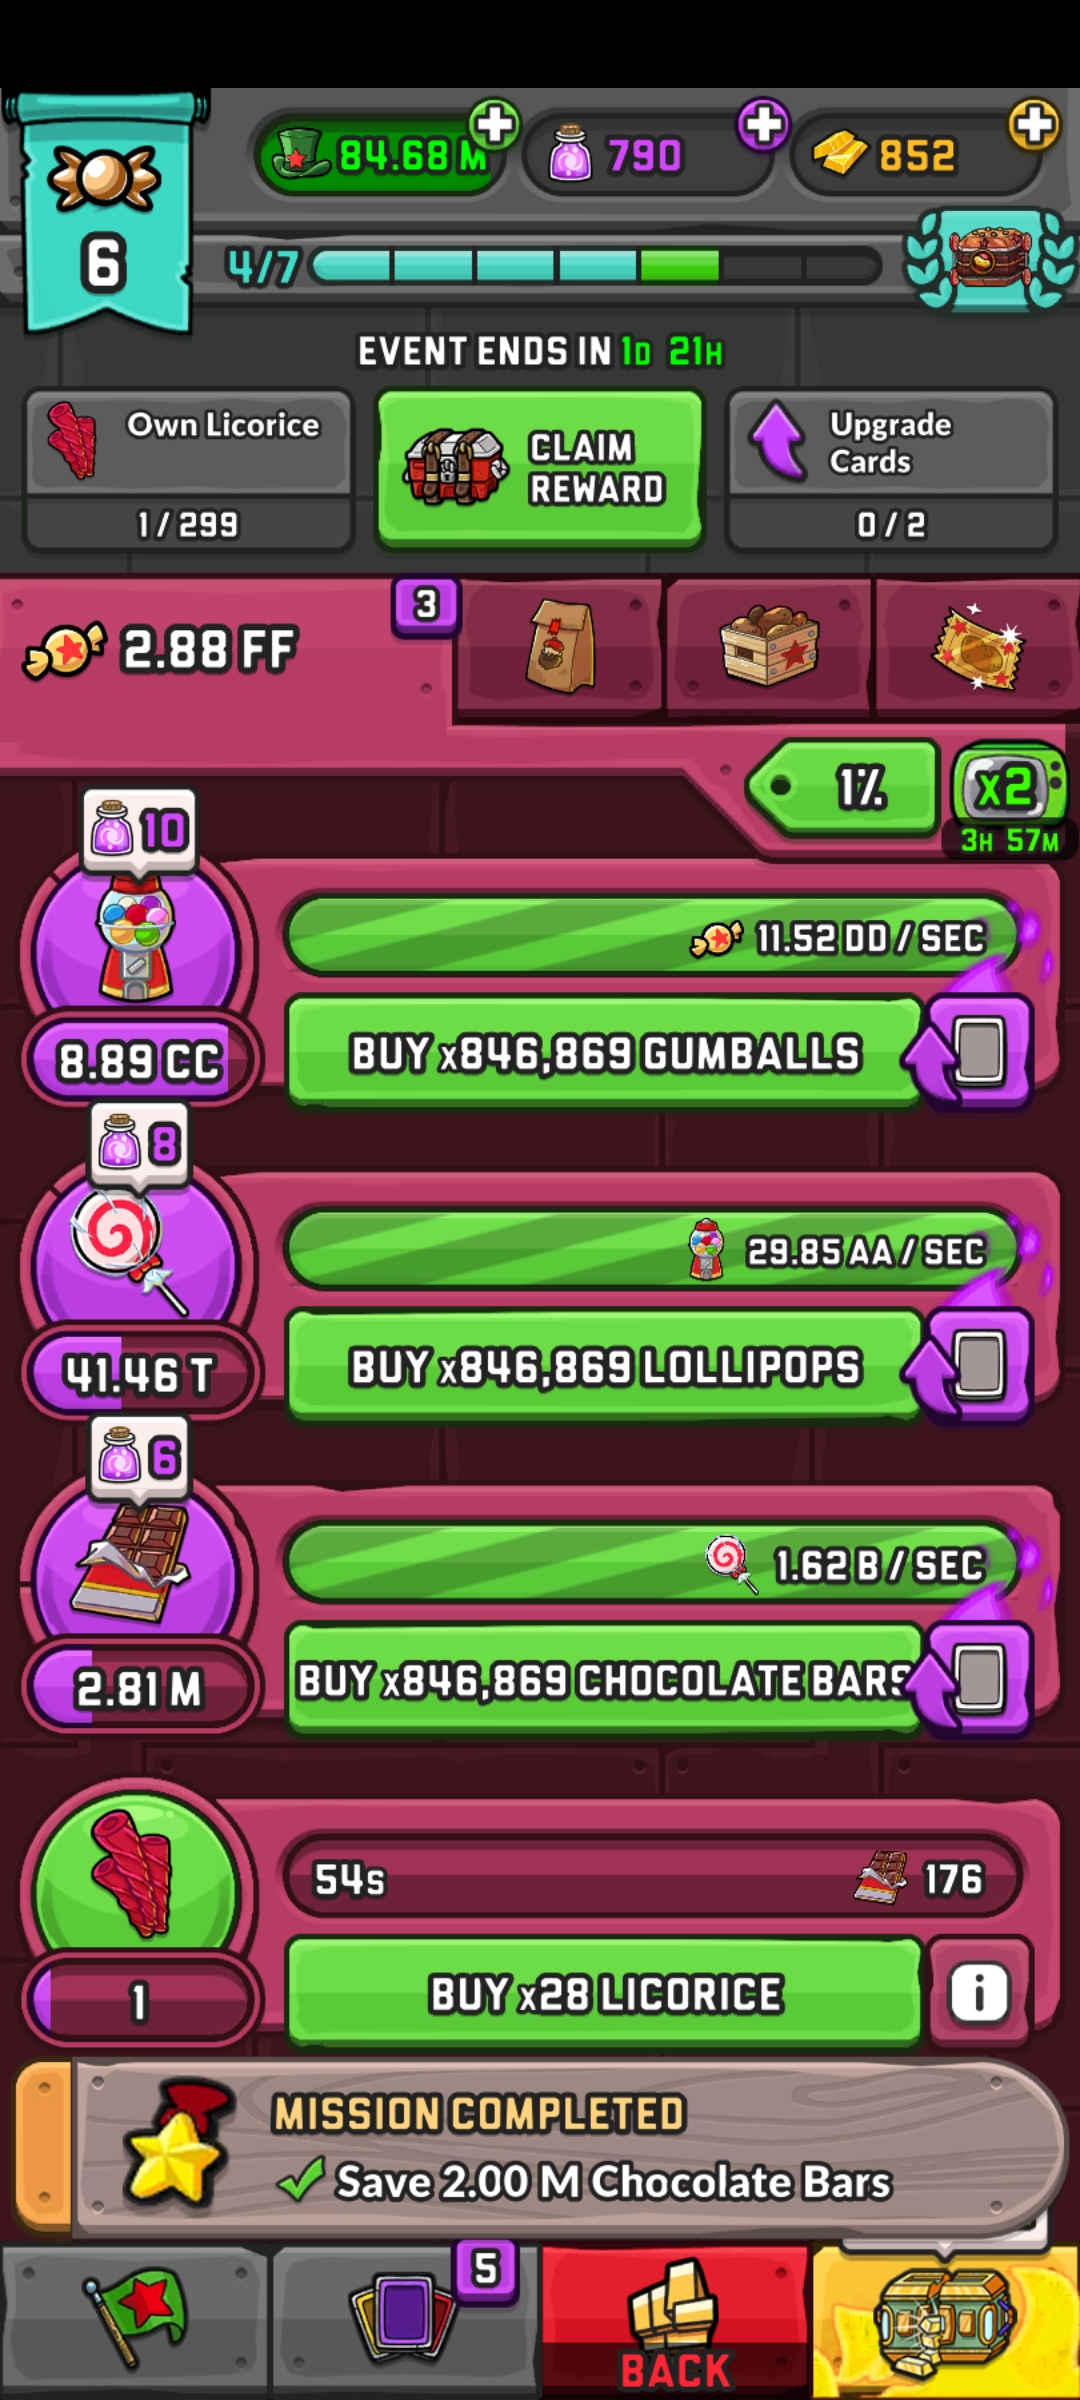 84.68 M
790
852
6
4/7
EVENT ENDS IN 1D 21H
Own Licorice
1 / 299
CLAIM
REWARD
Upgrade
Cards
0 / 2
2.88 FF
3
1%
x2
3H 57M
10
11.52 DD / SEC
8.89 CC
BUY x846,869 GUMBALLS
8
29.85 AA / SEC
41.46 T
BUY x846,869 LOLLIPOPS
6
1.62 B / SEC
2.81 M
BUY x846,869 CHOCOLATE BARS
54s
176
1
BUY x28 LICORICE
i
MISSION COMPLETED
Save 2.00 M Chocolate Bars
5
BACK